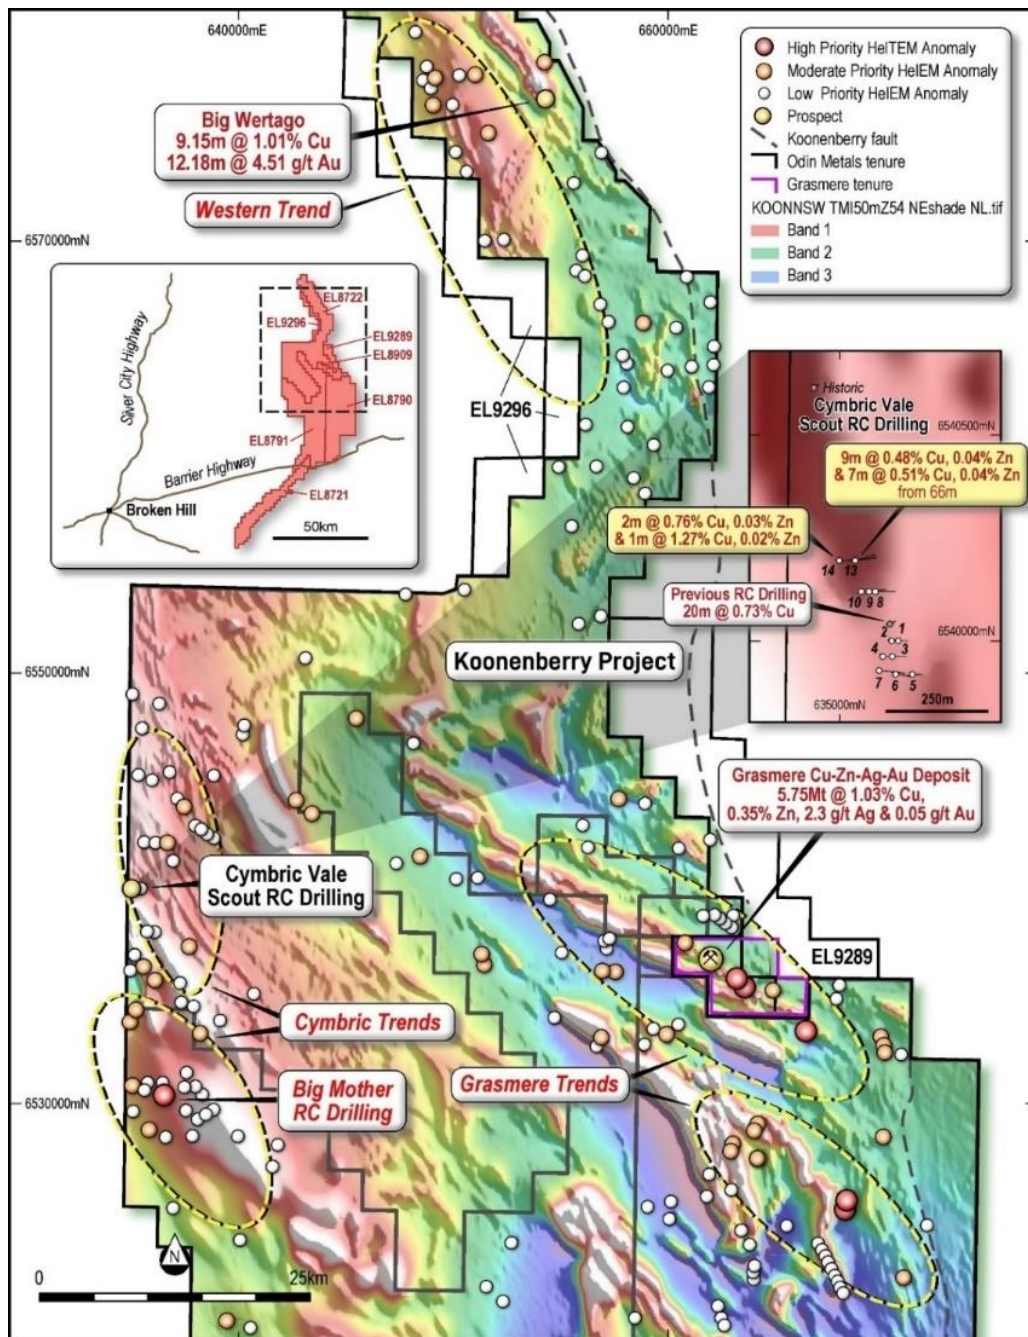 640000mE
660000mE
High Priority HelTEM Anomaly
Moderate Priority HelEM Anomaly
Low Priority HelEM Anomaly
Prospect
Koonenberry fault
Odin Metals tenure
Grasmere tenure
KOONNSW TMI50mZ54 NEshade NL.tif
Band 1
Band 2
Band 3
Big Wertago
9.15m @ 1.01% Cu
12.18m @ 4.51 g/t Au
Western Trend
6570000mN
Silver City Highway
EL8722
EL9296
EL9289
EL8909
EL8790
EL8791
Barrier Highway
EL8721
Broken Hill
50km
EL9296
Historic
Cymbric Vale
Scout RC Drilling
6540500mN
9m @ 0.48% Cu, 0.04% Zn
& 7m @ 0.51% Cu, 0.04% Zn
from 66m
2m @ 0.76% Cu, 0.03% Zn
& 1m @ 1.27% Cu, 0.02% Zn
14 13
10 9 8
Previous RC Drilling
20m @ 0.73% Cu
2 1
6540000mN
4 3
7 6 5
635000mN
250m
Koonenberry Project
6550000mN
Grasmere Cu-Zn-Ag-Au Deposit
5.75Mt @ 1.03% Cu,
0.35% Zn, 2.3 g/t Ag & 0.05 g/t Au
Cymbric Vale
Scout RC Drilling
EL9289
Cymbric Trends
Big Mother
RC Drilling
Grasmere Trends
6530000mN
N
0 25km